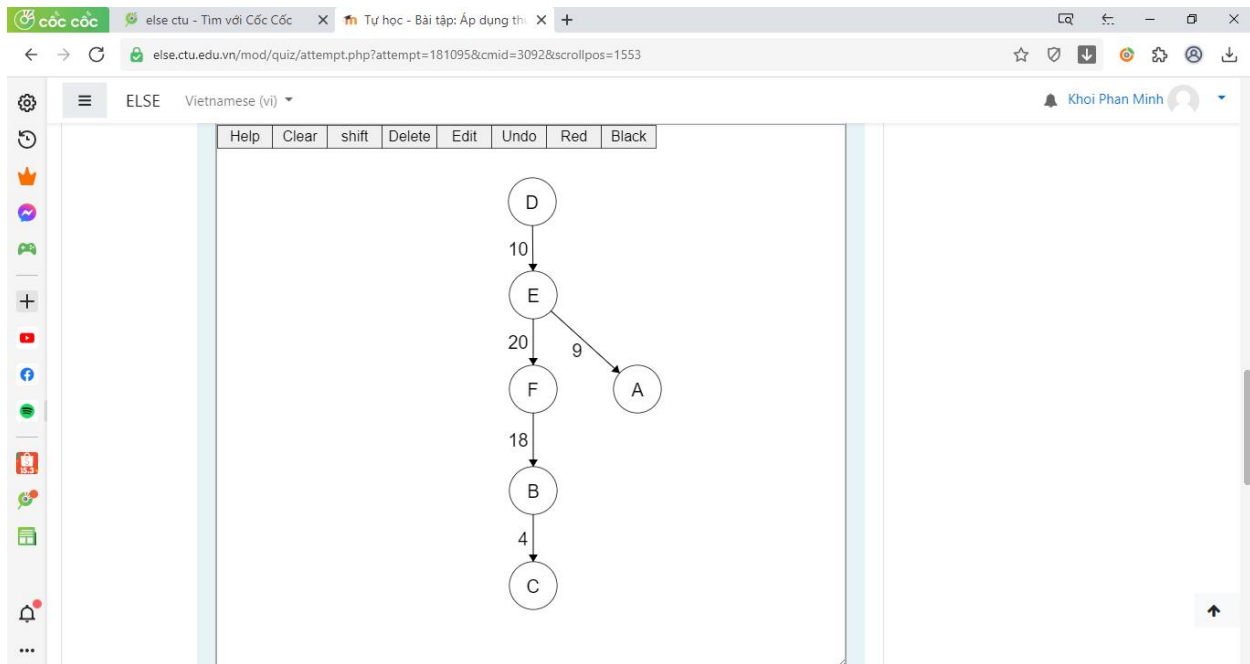 cốc cốc
else ctu - Tìm với Cốc Cốc
Tự học - Bài tập: Áp dụng th
else.ctu.edu.vn/mod/quiz/attempt.php?attempt=181095&cmid=3092&scrollpos=1553
ELSE
Vietnamese (vi)
Khoi Phan Minh
Help Clear shift Delete Edit Undo Red Black
D
10
E
20
9
F
A
18
B
4
C